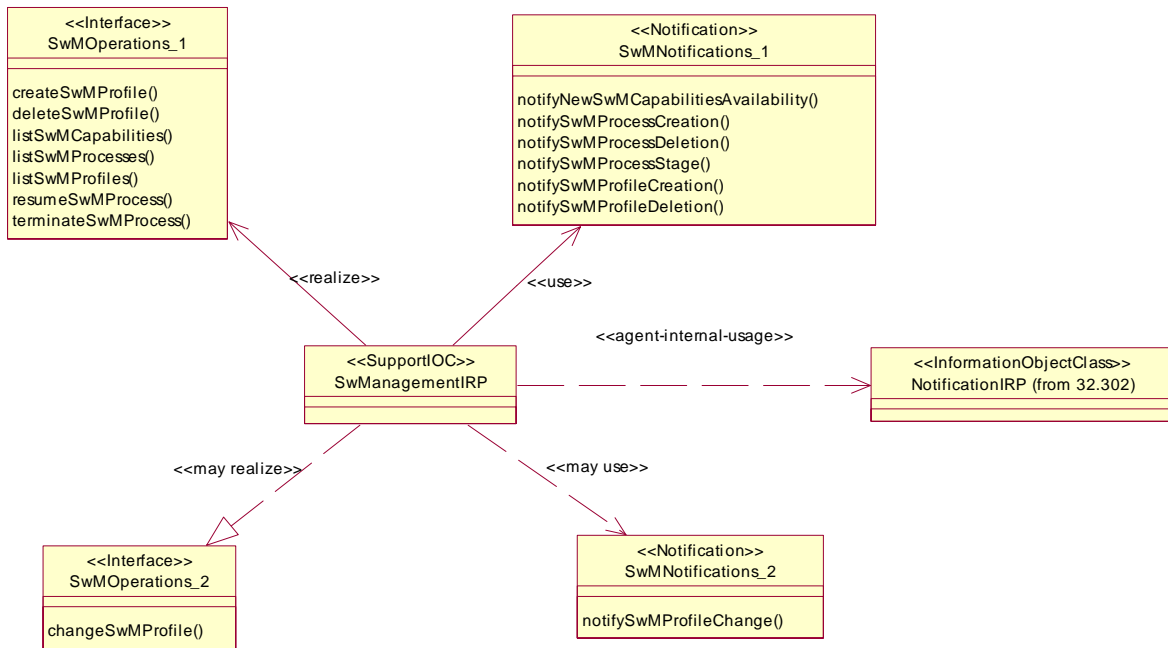 <<Interface>>
SwMOperations_1
createSwMProfile()
deleteSwMProfile()
listSwMCapabilities()
listSwMProcesses()
listSwMProfiles()
resumeSwMProcess()
terminateSwMProcess()
<<Notification>>
SwMNotifications_1
notifyNewSwMCapabilitiesAvailability()
notifySwMProcessCreation()
notifySwMProcessDeletion()
notifySwMProcessStage()
notifySwMProfileCreation()
notifySwMProfileDeletion()
<<realize>>
<<use>>
<<agent-internal-usage>>
<<SupportIOC>>
SwManagementIRP
<<InformationObjectClass>>
NotificationIRP (from 32.302)
<<may realize>>
<<may use>>
<<Interface>>
SwMOperations_2
changeSwMProfile()
<<Notification>>
SwMNotifications_2
notifySwMProfileChange()